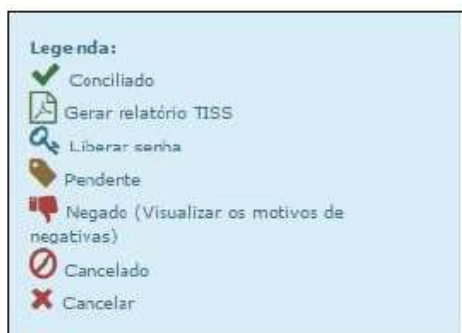 Legenda:
Conciliado
Gerar relatório TISS
Liberar senha
Pendente
Negado (Visualizar os motivos de
negativas)
Cancelado
Cancelar